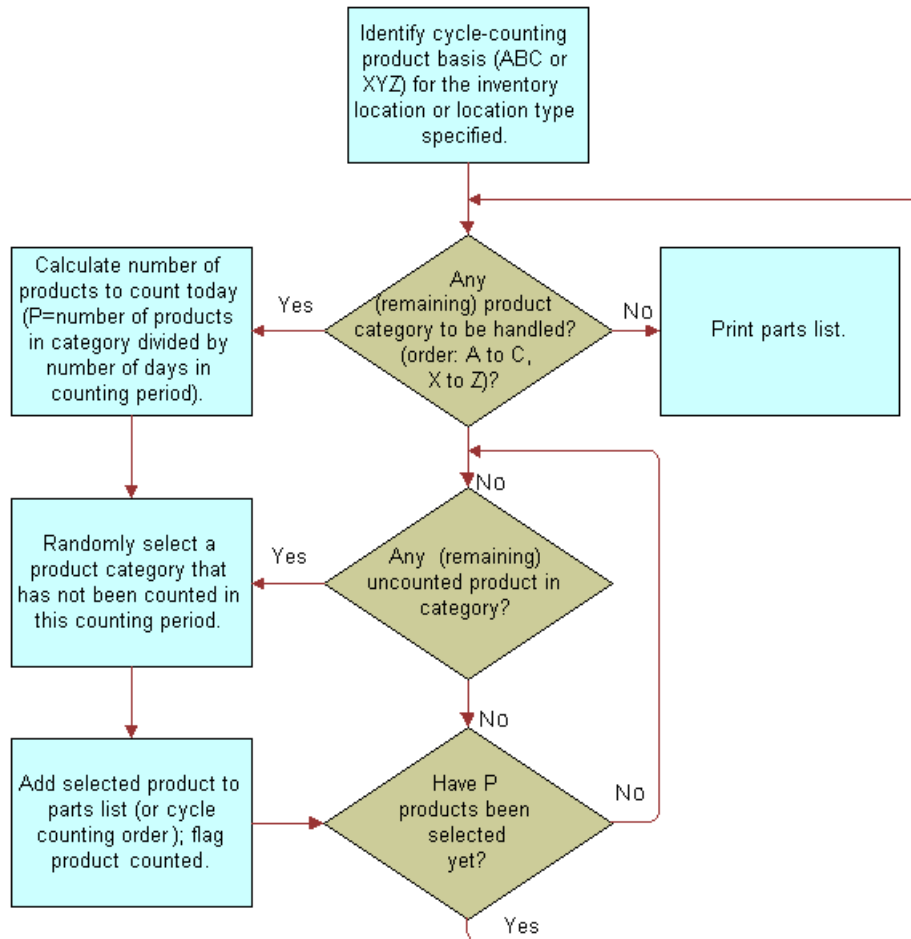 Identify cycle-counting
product basis (ABC or
XYZ) for the inventory
location or location type
specified.
Calculate number of
products to count today
(P=number of products
in category divided by
number of days in
counting period).
Yes
Any
(remaining) product
category to be handled?
(order: A to C,
X to Z)?
No
Print parts list.
No
Randomly select a
product category that
has not been counted in
this counting period.
Yes
Any (remaining)
uncounted product in
category?
No
Add selected product to
parts list (or cycle
counting order); flag
product counted.
Have P
products been
selected
yet?
No
Yes